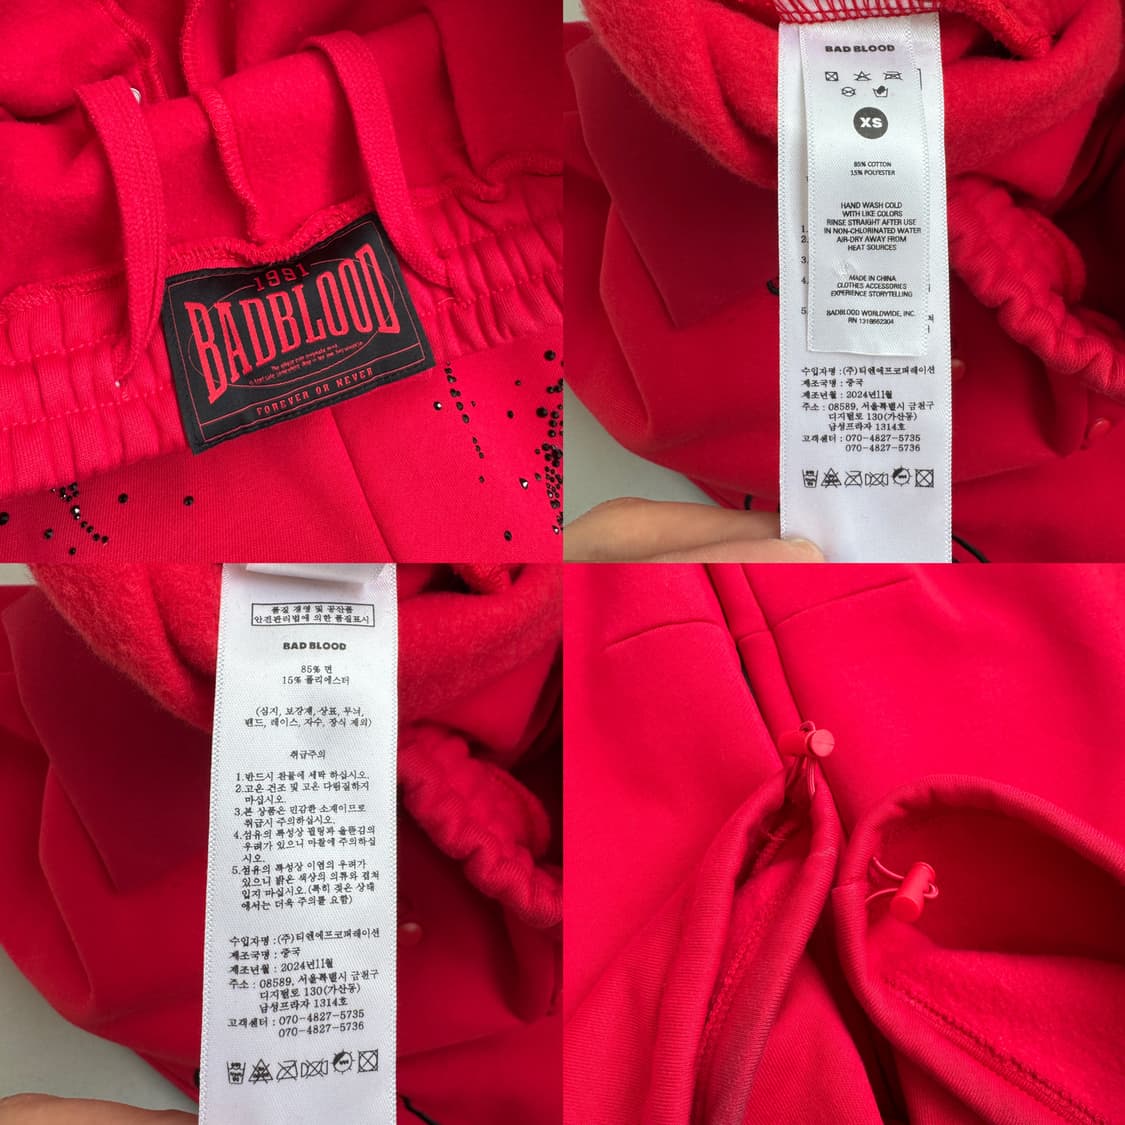 1991
BADBLOOD
FOREVER OR NEVER
BAD BLOOD
XS
85% COTTON
15% POLYESTER
HAND WASH COLD
WITH LIKE COLORS
RINSE STRAIGHT AFTER USE
IN NON-CHLORINATED WATER
AIR-DRY AWAY FROM
HEAT SOURCES
MADE IN CHINA
CLOTHES ACCESSORIES
EXPERIENCE STORYTELLING
BADBLOOD WORLDWIDE, INC.
RN 1318662304
1.
2.
3.
4.
5.
수입자명 : (주)티엔에프코퍼레이션
제조국명 : 중국
제조년월 : 2024년11월
주소 : 08589, 서울특별시 금천구
디지털로 130(가산동)
남성프라자 1314호
고객센터 : 070-4827-5735
070-4827-5736
품질 경영 및 공산품
안전관리법에 의한 품질표시
BAD BLOOD
85% 면
15% 폴리에스터
(심지, 보강재, 상표, 무늬,
밴드, 레이스, 자수, 장식 제외)
취급주의
1.반드시 찬물에 세탁 하십시오.
2.고온 건조 및 고온 다림질하지
마십시오.
3.본 상품은 민감한 소재이므로
취급시 주의하십시오.
4.섬유의 특성상 필링과 올뜯김의
우려가 있으니 마찰에 주의하십
시오.
5.섬유의 특성상 이염의 우려가
있으니 밝은 색상의 의류와 겹쳐
입지 마십시오.(특히 젖은 상태
에서는 더욱 주의를 요함)
수입자명 : (주)티엔에프코퍼레이션
제조국명 : 중국
제조년월 : 2024년11월
주소 : 08589, 서울특별시 금천구
디지털로 130(가산동)
남성프라자 1314호
고객센터 : 070-4827-5735
070-4827-5736